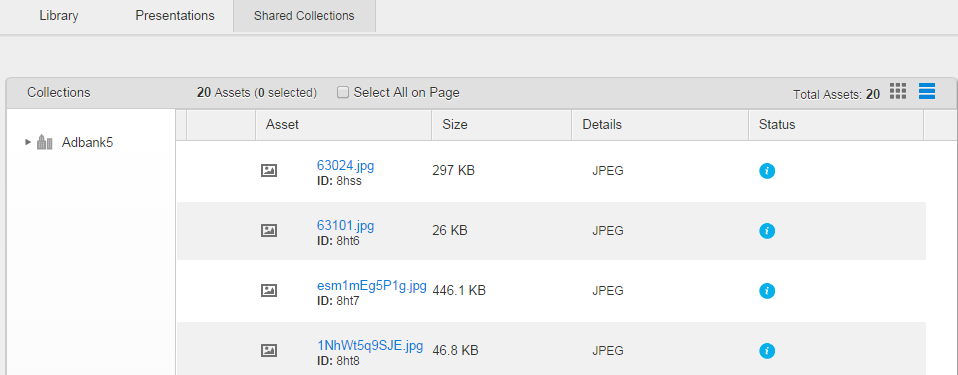 Library Presentations Shared Collections
Collections 20 Assets (0 selected) Select All on Page Total Assets: 20
Asset Size Details Status
Adbank5
63024.jpg 297 KB JPEG
ID: 8hss
63101.jpg 26 KB JPEG
ID: 8ht6
esm1mEg5P1g.jpg 446.1 KB JPEG
ID: 8ht7
1NhWt5q9SJE.jpg 46.8 KB JPEG
ID: 8ht8